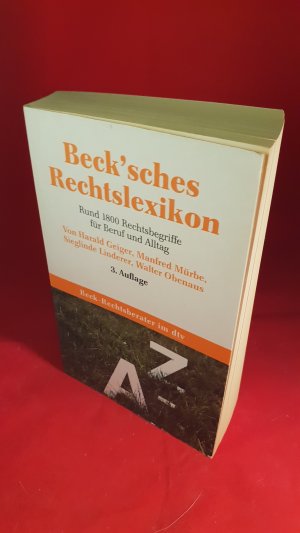 Beck'sches
Rechtslexikon
Rund 1800 Rechtsbegriffe
für Beruf und Alltag
Von Harald Geiger, Manfred Mürbe,
Sieglinde Linderer, Walter Obenaus
3. Auflage
Beck-Rechtsberater im dtv
A-Z